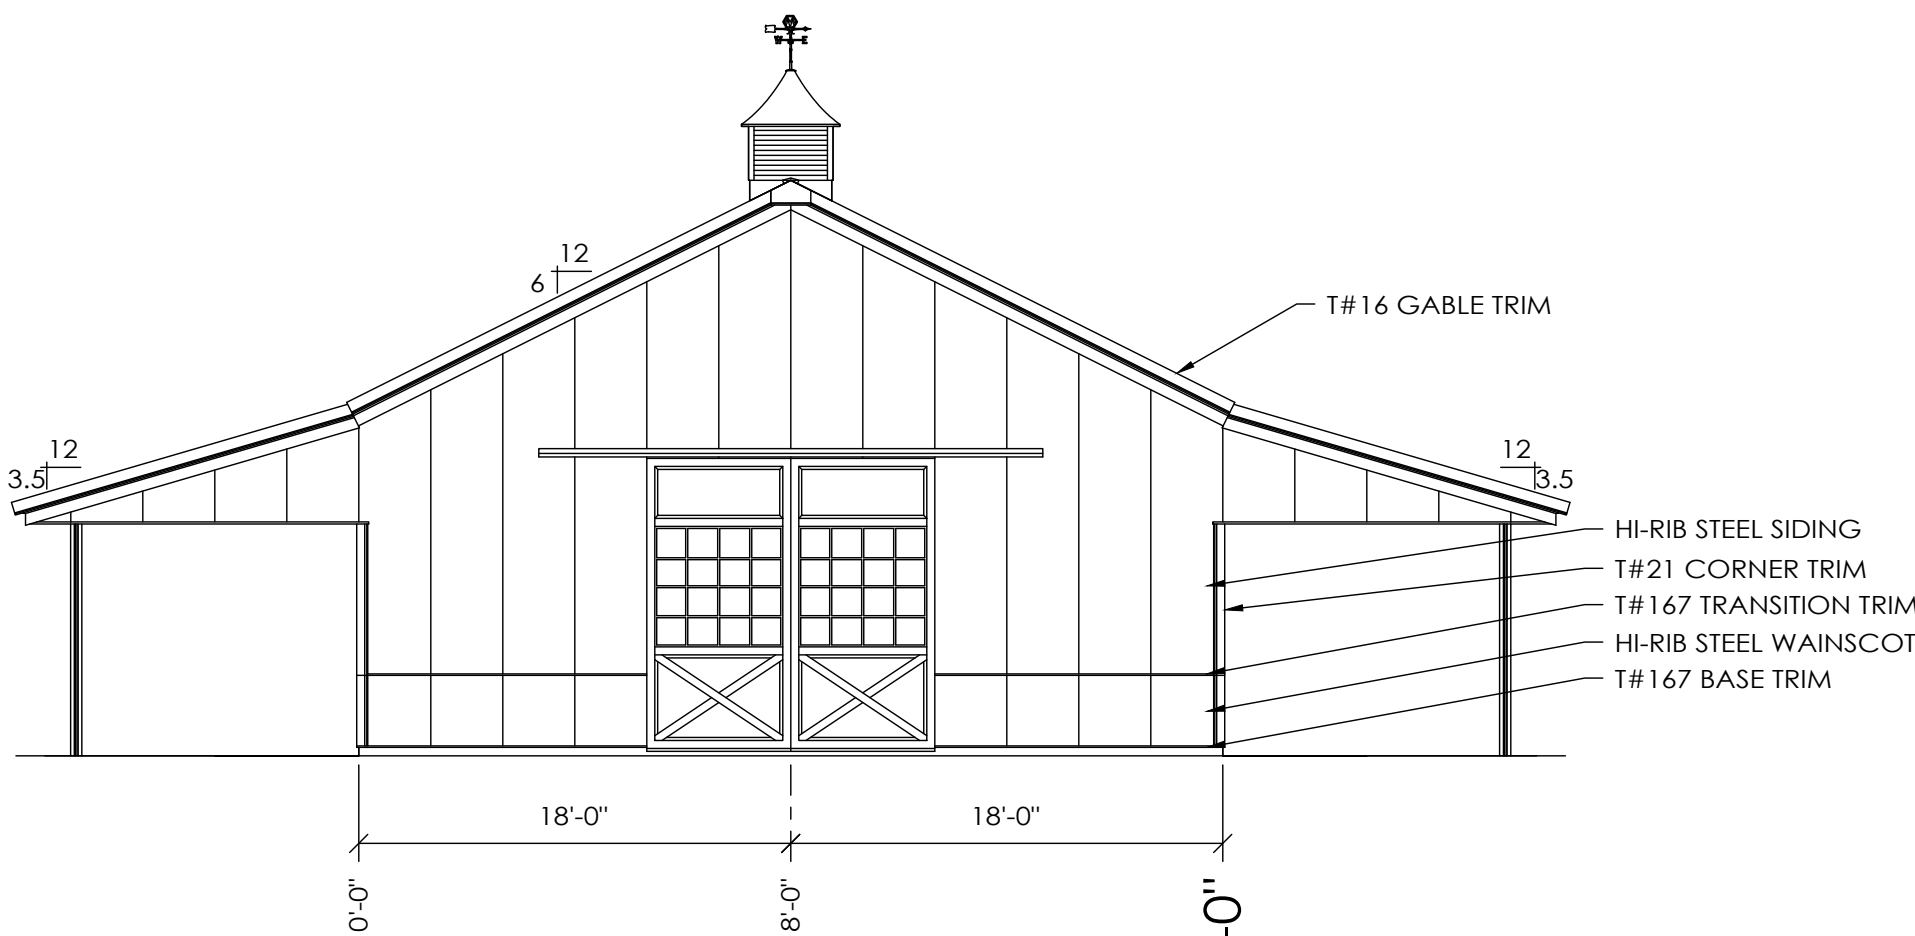 W E
12
6
T#16 GABLE TRIM
12
3.5
12
3.5
HI-RIB STEEL SIDING
T#21 CORNER TRIM
T#167 TRANSITION TRIM
HI-RIB STEEL WAINSCOT
T#167 BASE TRIM
18'-0"
18'-0"
0'-0"
8'-0"
-0"